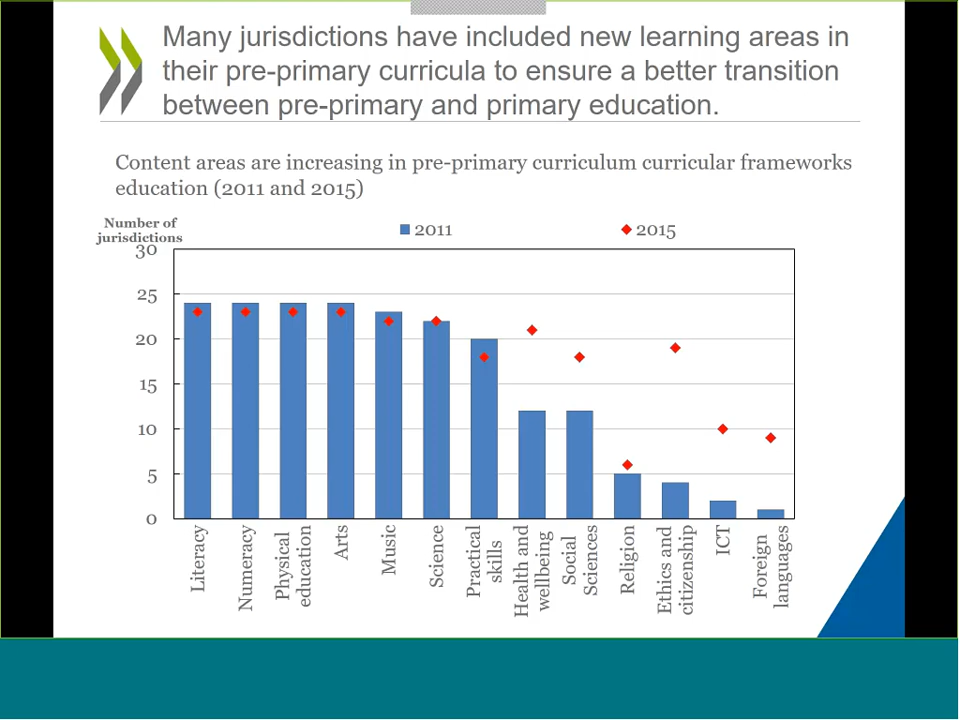 Many jurisdictions have included new learning areas in
their pre-primary curricula to ensure a better transition
between pre-primary and primary education.
Content areas are increasing in pre-primary curriculum curricular frameworks
education (2011 and 2015)
Number of
jurisdictions
2011
2015
30
25
20
15
10
5
0
Literacy
Numeracy
Physical
education
Arts
Music
Science
Practical
skills
Health and
wellbeing
Social
Sciences
Religion
Ethics and
citizenship
ICT
Foreign
languages